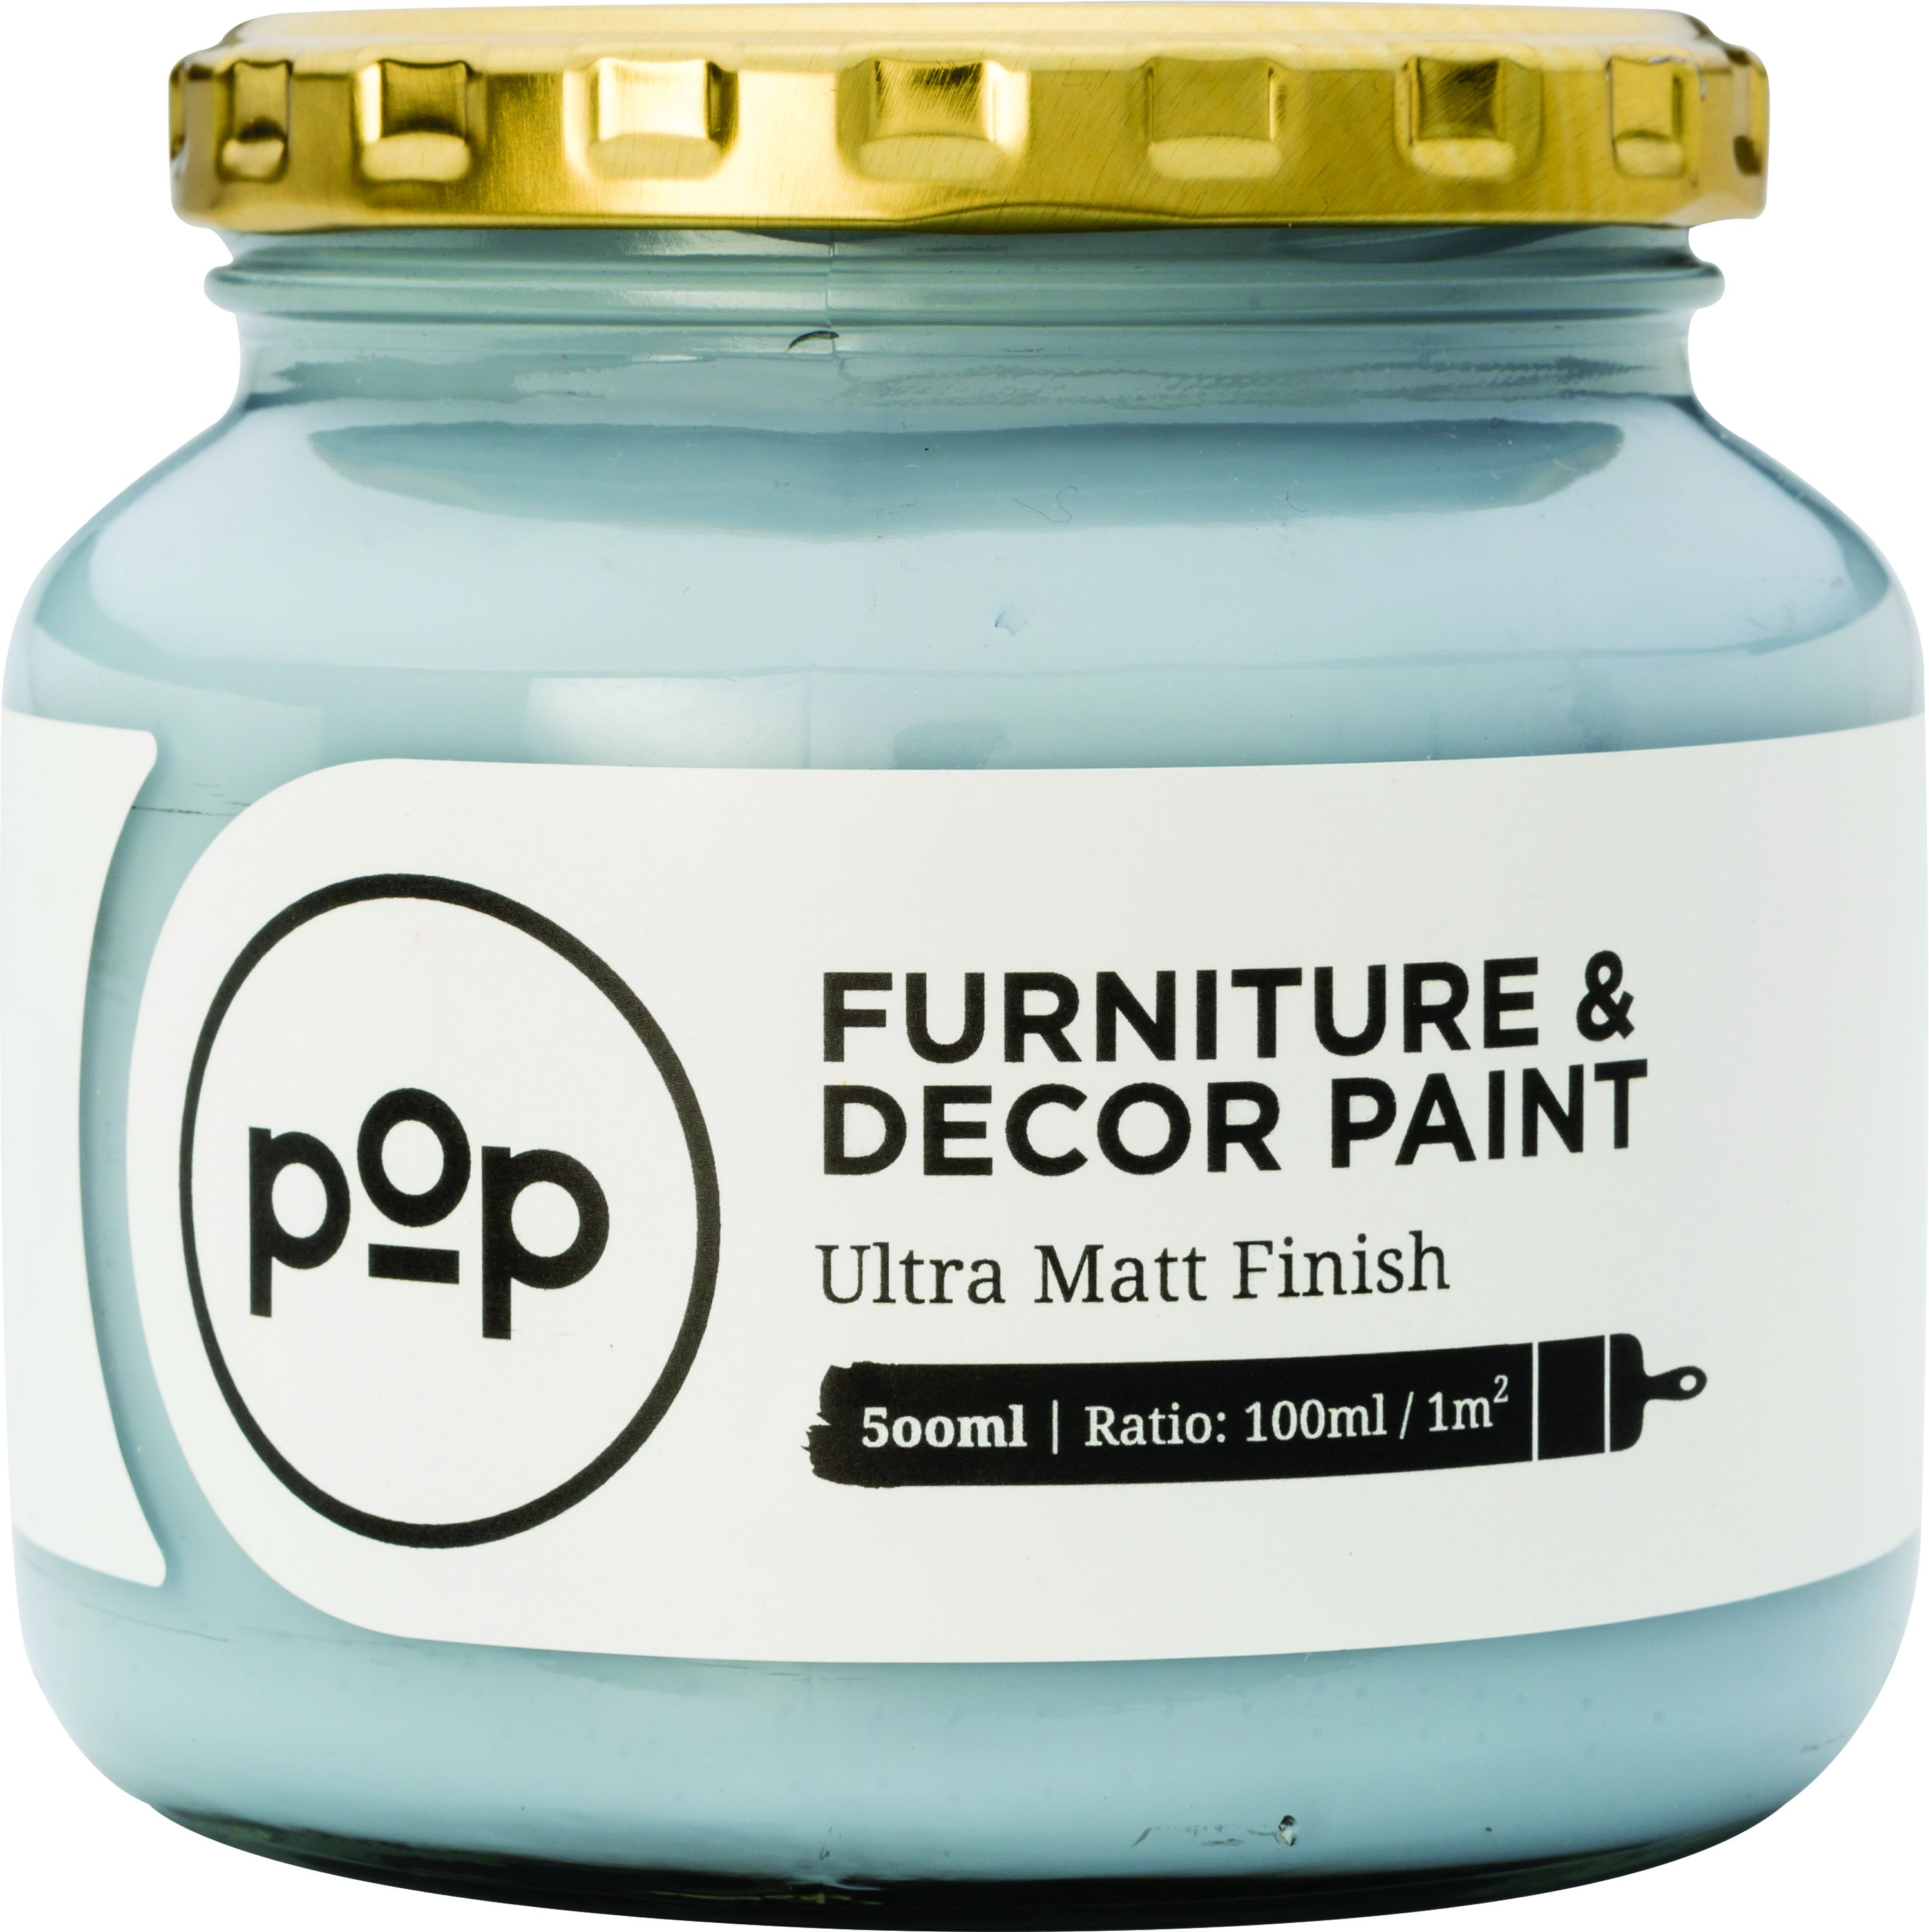 pop
FURNITURE &
DECOR PAINT
Ultra Matt Finish
500ml | Ratio: 100ml / 1m²